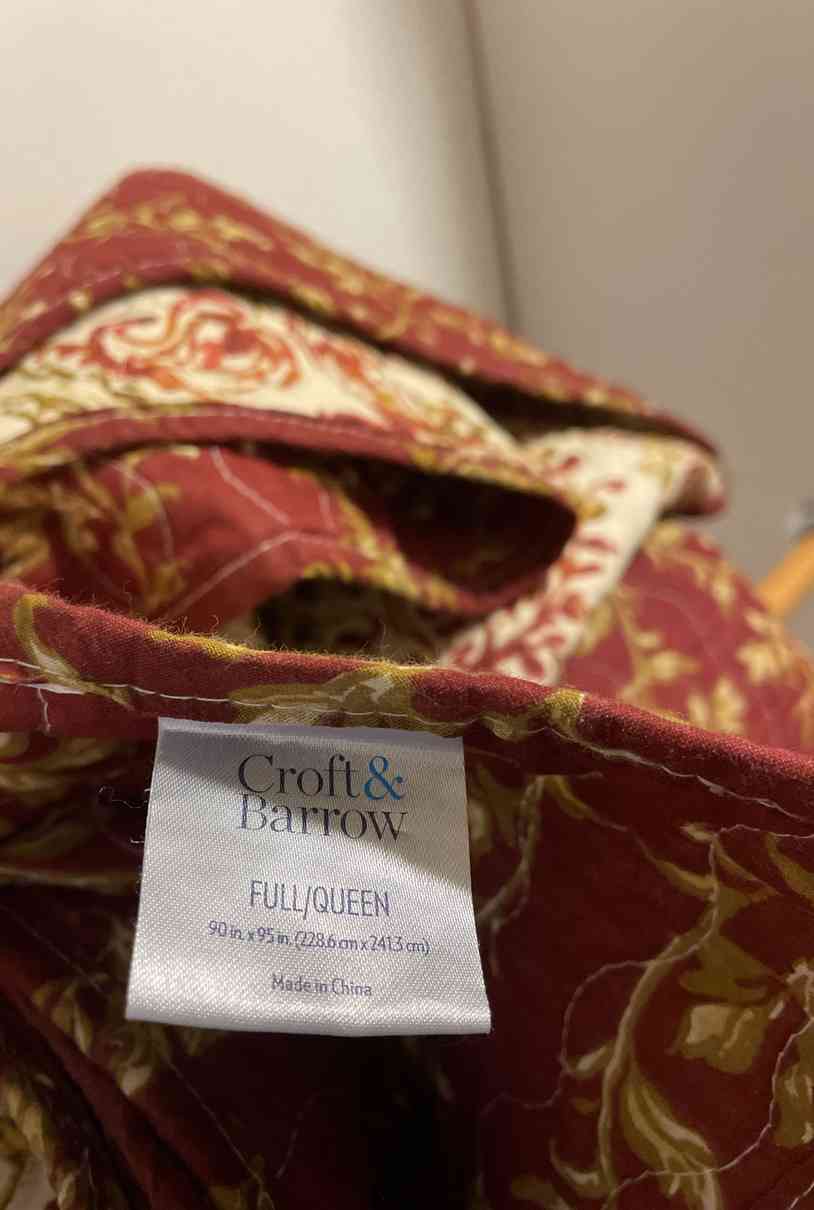 Croft&
Barrow
FULL/QUEEN
90 in. x 95 in. (228.6 cm x 241.3 cm)
Made in China